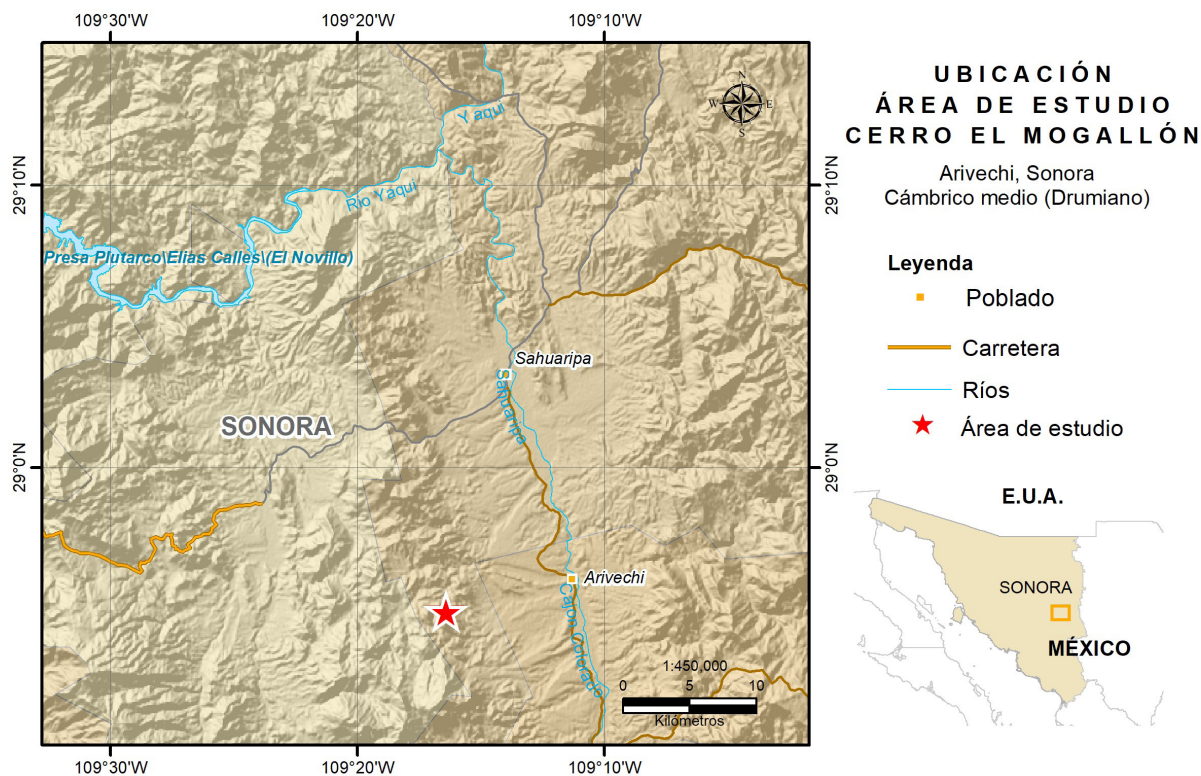 109°30'W
109°20'W
109°10'W
29°10'N
29°10'N
29°0'N
29°0'N
109°30'W
109°20'W
109°10'W
N
W
E
S
Yaqui
Rio Yaqui
Presa Plutarco\Elias Calles\(El Novillo)
Sahuaripa
Sahuaripa
SONORA
Arivechi
Cajon Colorado
1:450,000
0
5
10
Kilómetros
UBICACIÓN
ÁREA DE ESTUDIO
CERRO EL MOGALLÓN
Arivechi, Sonora
Cámbrico medio (Drumiano)
Leyenda
Poblado
Carretera
Ríos
Área de estudio
E.U.A.
SONORA
MÉXICO